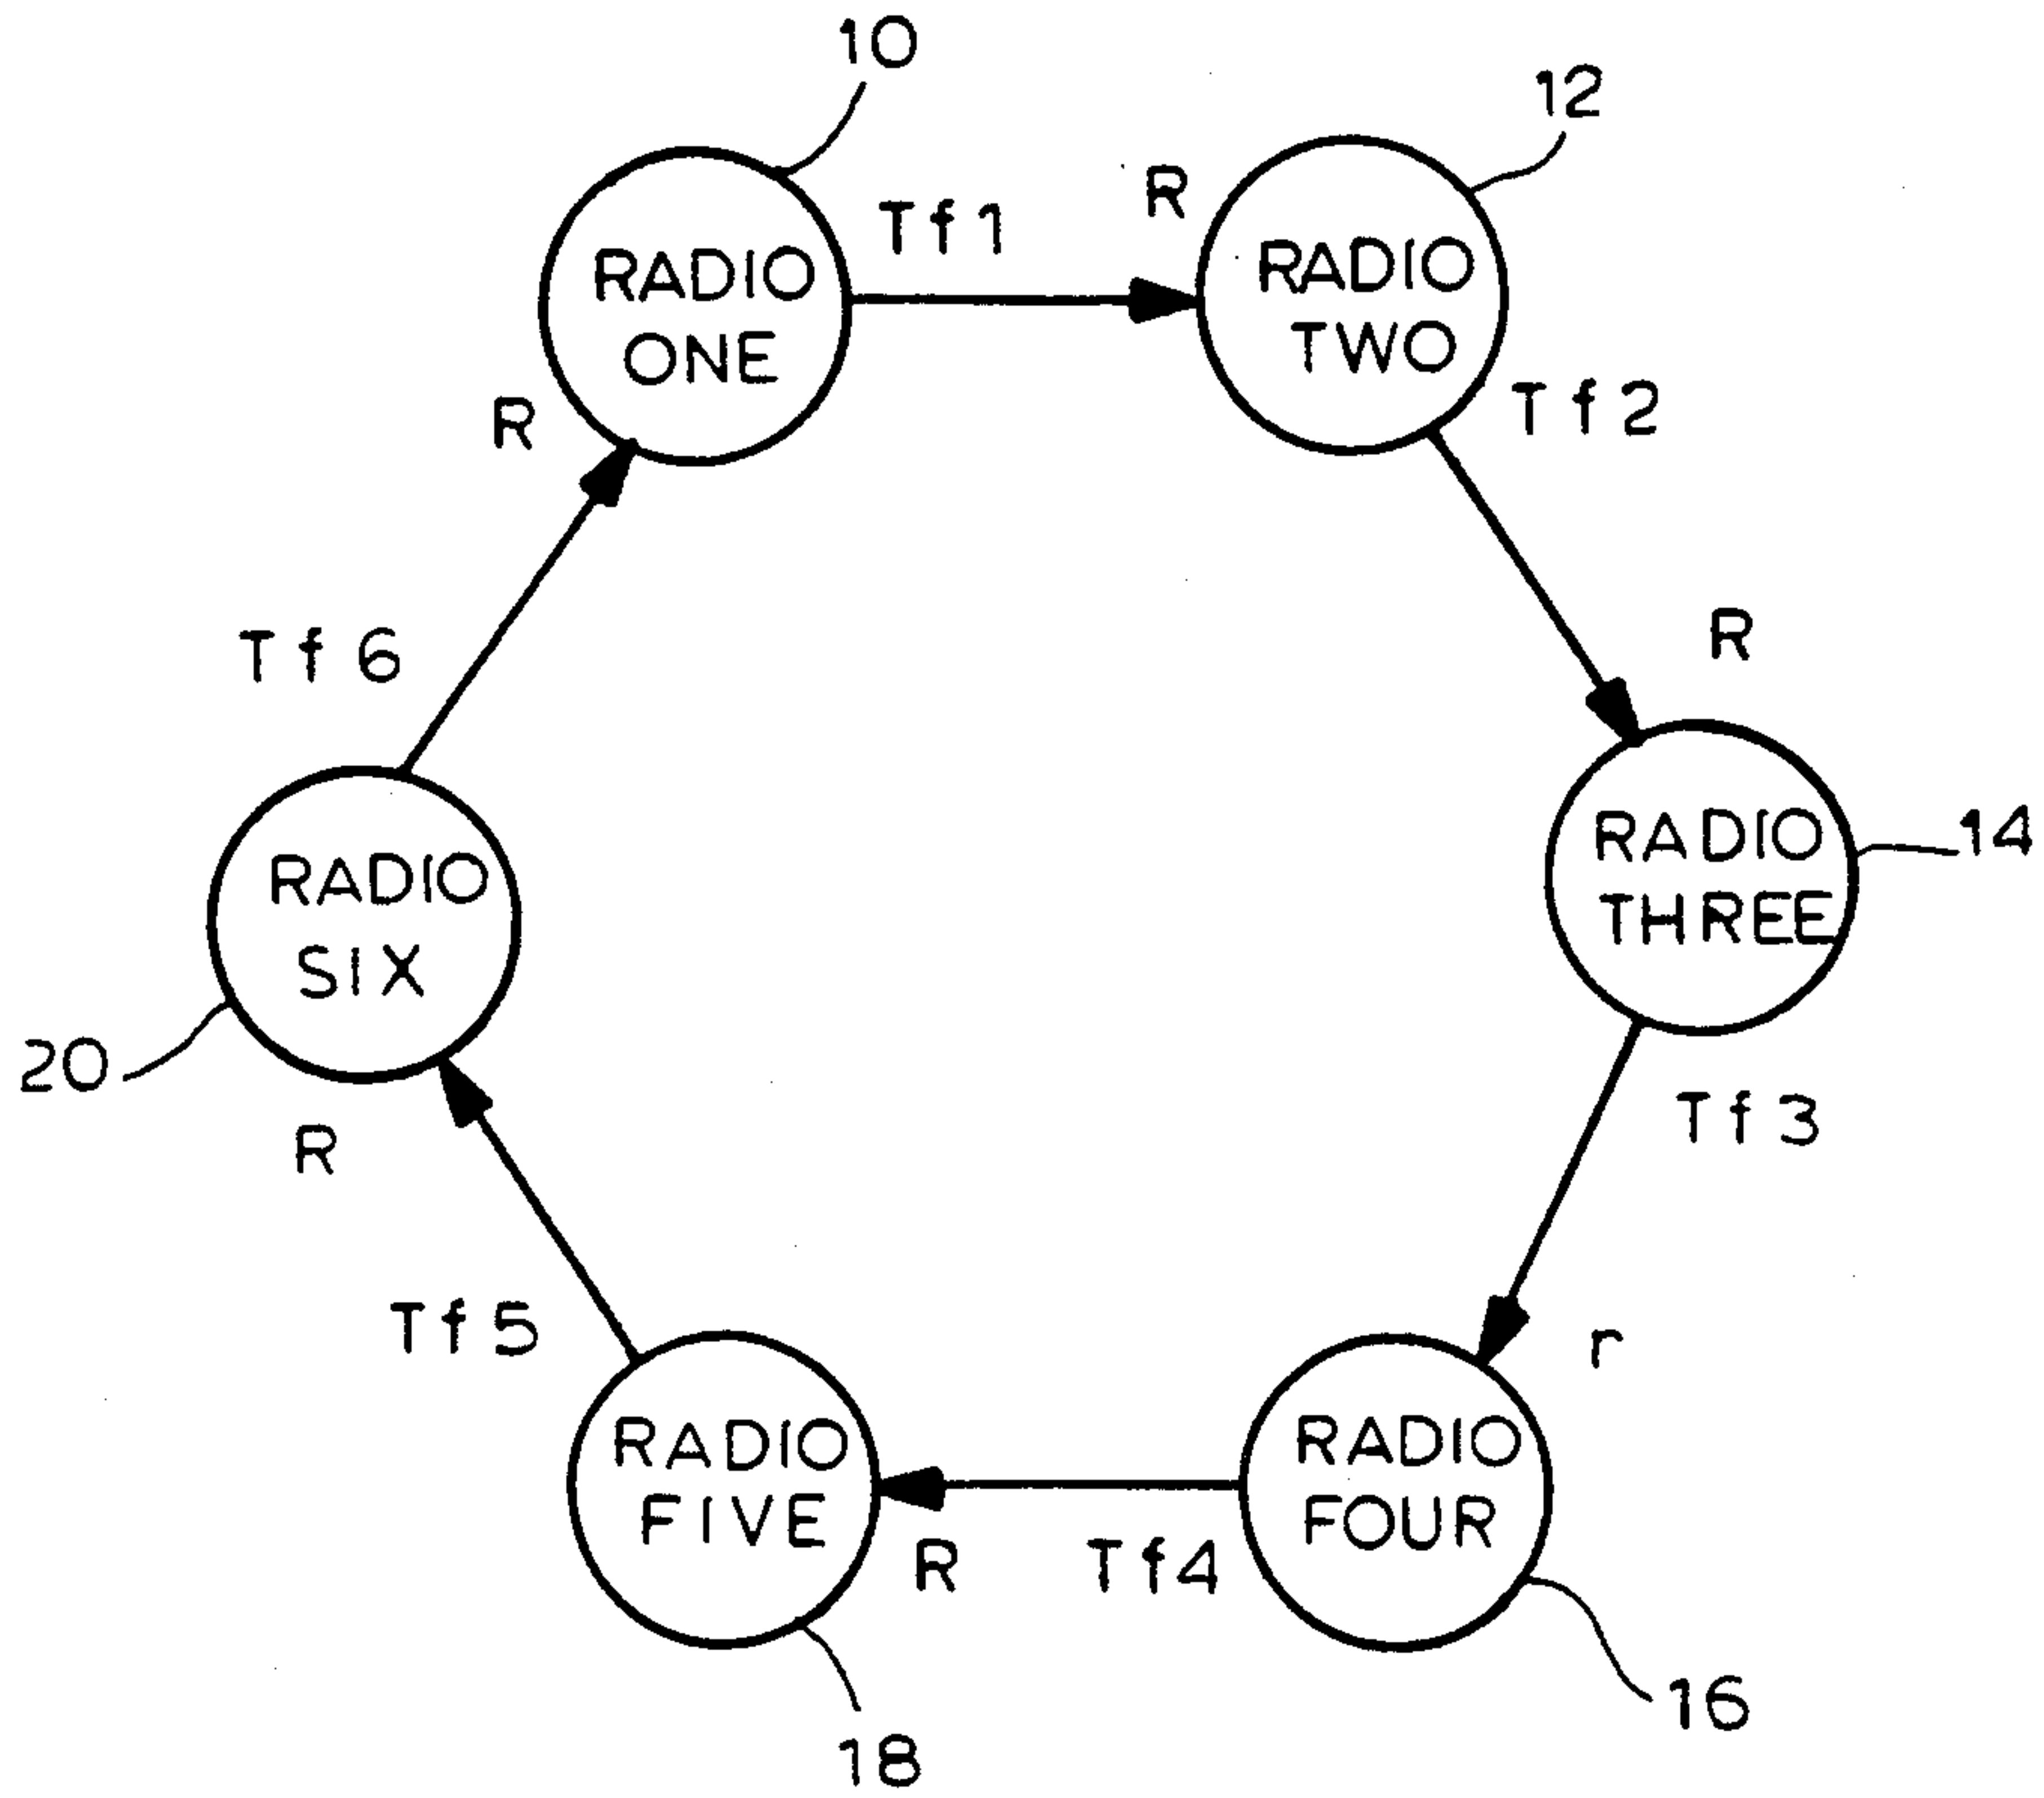 10
12
R
Tf1
RADIO
ONE
RADIO
TWO
R
Tf2
R
Tf6
RADIO
THREE
14
RADIO
SIX
20
Tf3
R
Tf5
r
RADIO
FIVE
RADIO
FOUR
R
Tf4
16
18